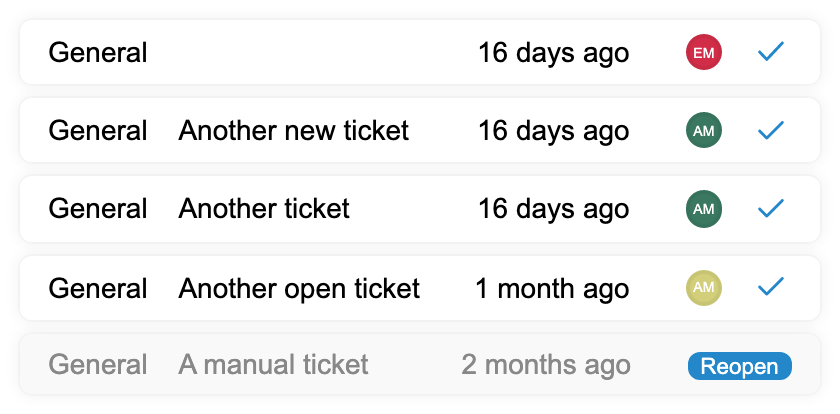 General 16 days ago EM
General Another new ticket 16 days ago AM
General Another ticket 16 days ago AM
General Another open ticket 1 month ago AM
General A manual ticket 2 months ago Reopen